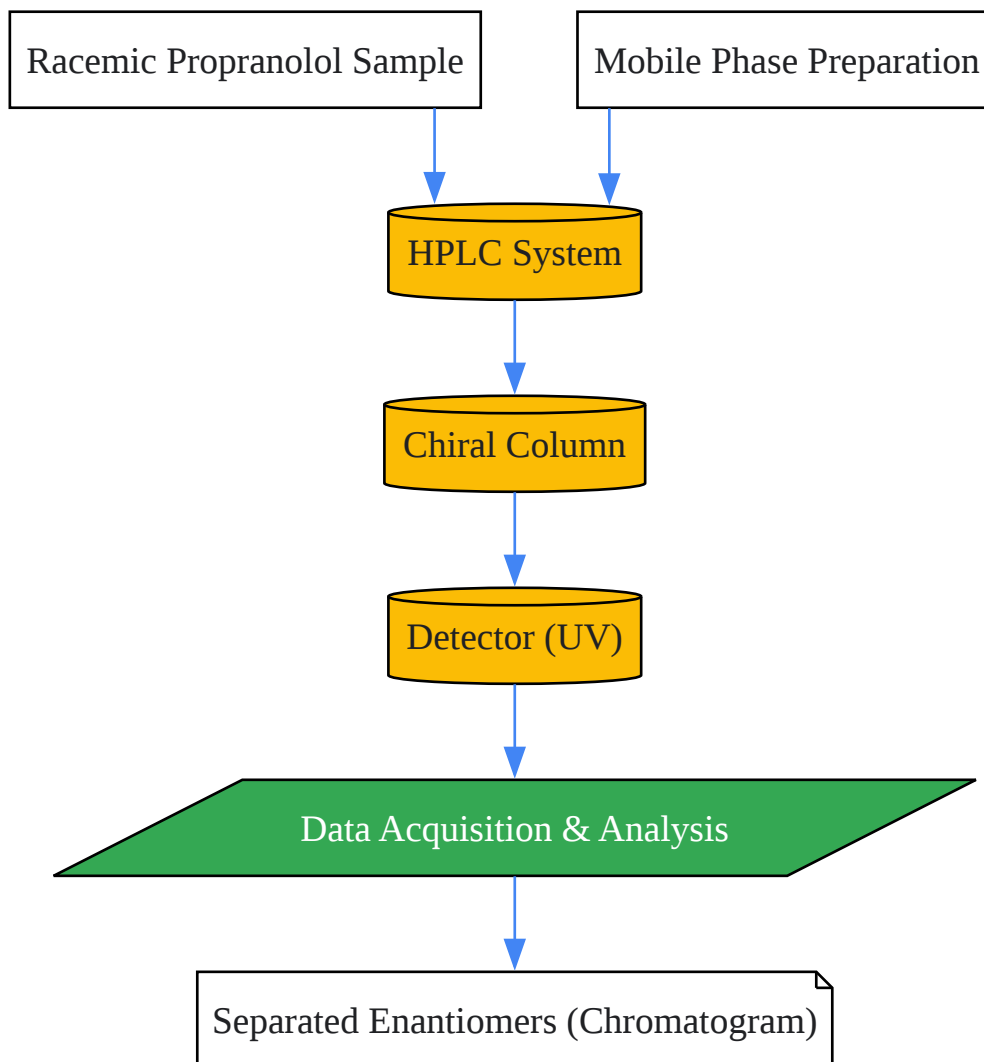 Racemic Propranolol Sample
Mobile Phase Preparation
HPLC System
Chiral Column
Detector (UV)
Data Acquisition & Analysis
Separated Enantiomers (Chromatogram)